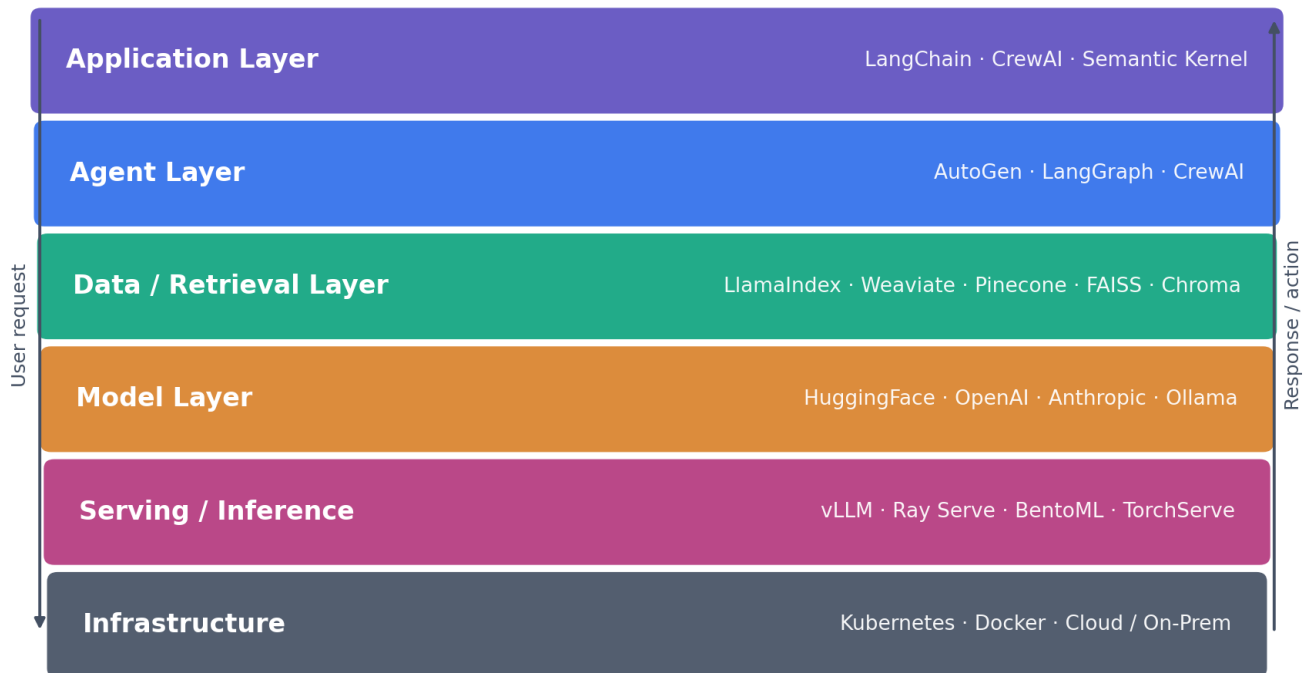 Application Layer
LangChain · CrewAI · Semantic Kernel
Agent Layer
AutoGen · LangGraph · CrewAI
Data / Retrieval Layer
LlamaIndex · Weaviate · Pinecone · FAISS · Chroma
Model Layer
HuggingFace · OpenAI · Anthropic · Ollama
Serving / Inference
vLLM · Ray Serve · BentoML · TorchServe
Infrastructure
Kubernetes · Docker · Cloud / On-Prem
User request
Response / action